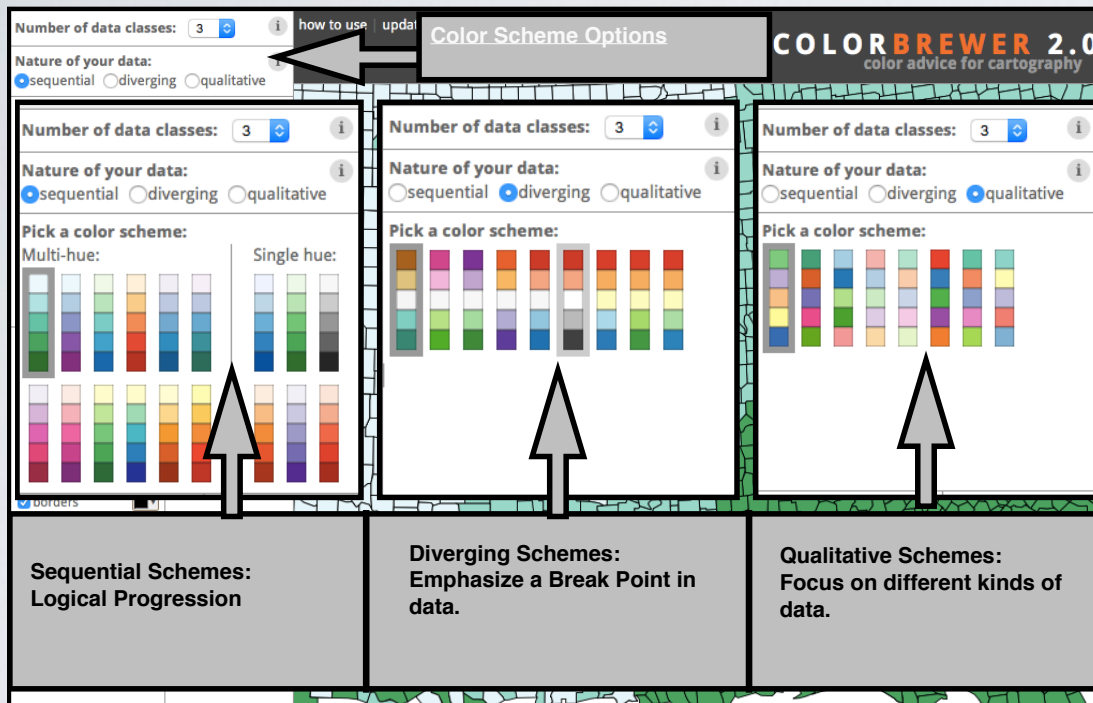 Number of data classes: 3 i
how to use | updat
Color Scheme Options
COLORBREWER 2.0
color advice for cartography
Nature of your data: i
sequential diverging qualitative
Number of data classes: 3 i
Nature of your data: i
sequential diverging qualitative
Pick a color scheme:
Multi-hue: Single hue:
Number of data classes: 3 i
Nature of your data: i
sequential diverging qualitative
Pick a color scheme:
Number of data classes: 3 i
Nature of your data: i
sequential diverging qualitative
Pick a color scheme:
borders
Sequential Schemes:
Logical Progression
Diverging Schemes:
Emphasize a Break Point in
data.
Qualitative Schemes:
Focus on different kinds of
data.